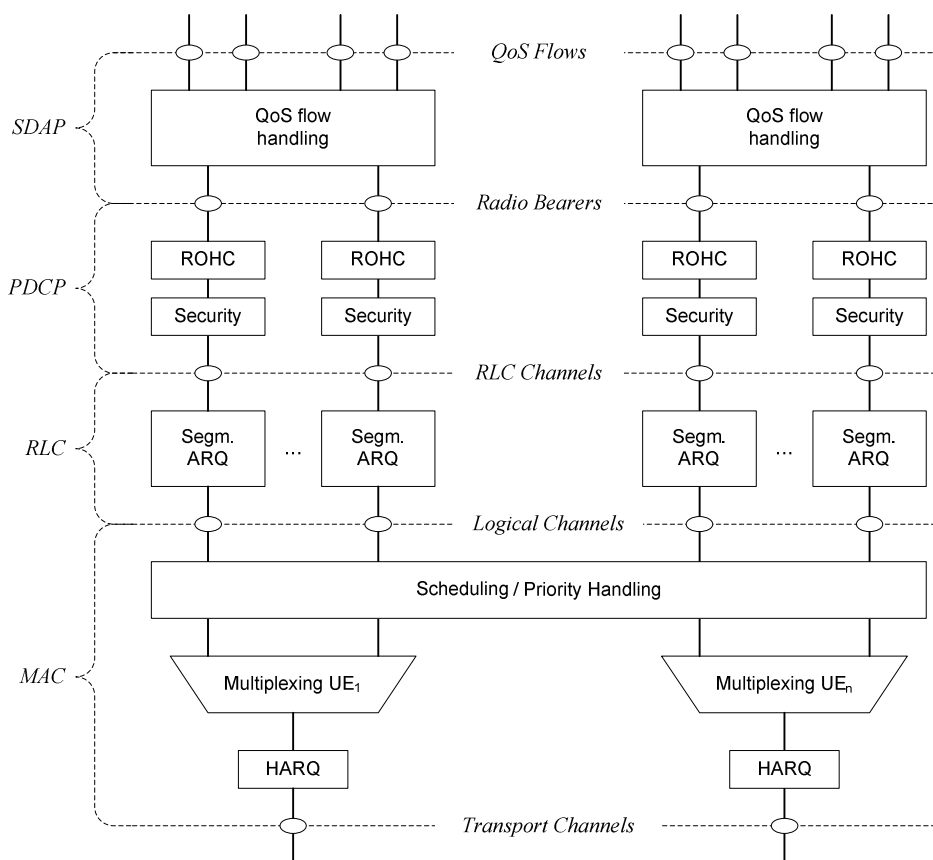 QoS Flows
QoS flow
handling
QoS flow
handling
SDAP
Radio Bearers
ROHC
ROHC
ROHC
ROHC
PDCP
Security
Security
Security
Security
RLC Channels
Segm.
ARQ
...
Segm.
ARQ
Segm.
ARQ
...
Segm.
ARQ
RLC
Logical Channels
Scheduling / Priority Handling
MAC
Multiplexing UE1
Multiplexing UEn
HARQ
HARQ
Transport Channels